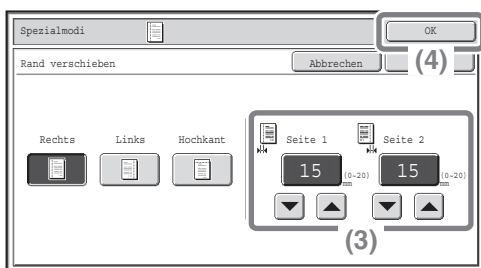 Spezialmodi
OK
Rand verschieben
Abbrechen
(4)
Rechts
Links
Hochkant
Seite 1
Seite 2
15
(0~20)
mm
15
(0~20)
mm
(3)